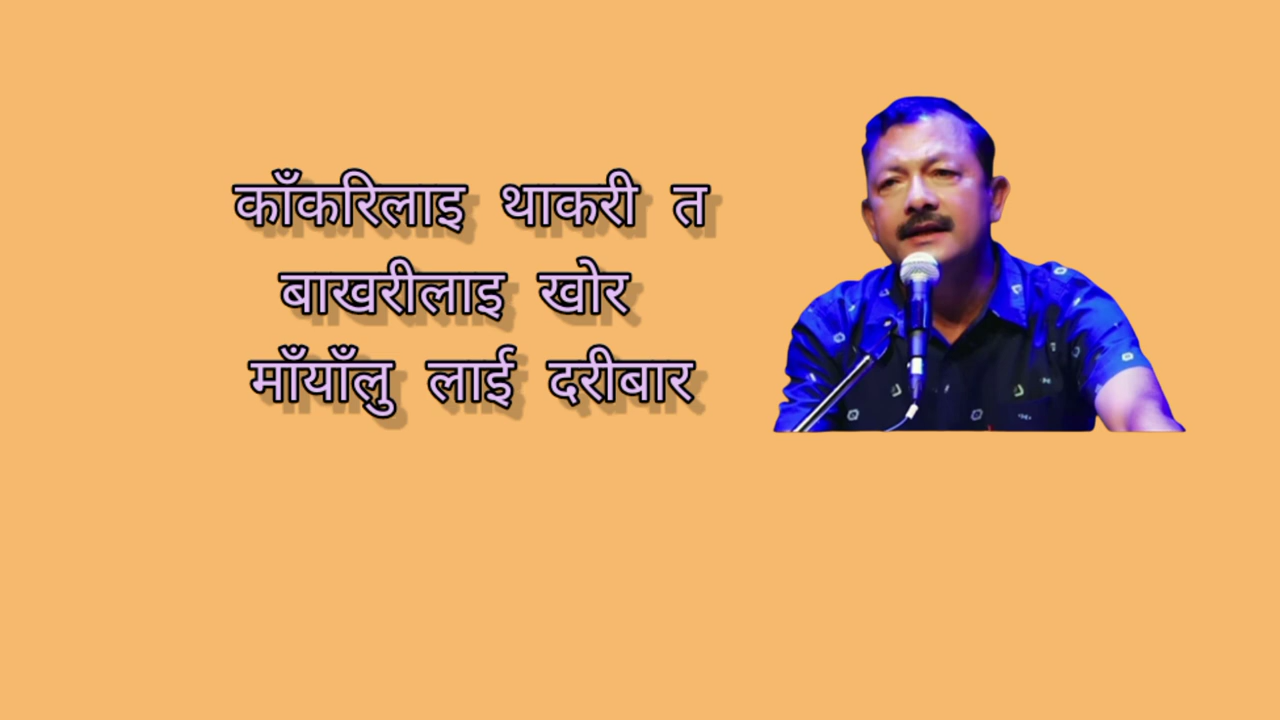 काँकरिलाइ थाकरी त
बाखरीलाइ खोर
माँयाँलु लाई दरीबार